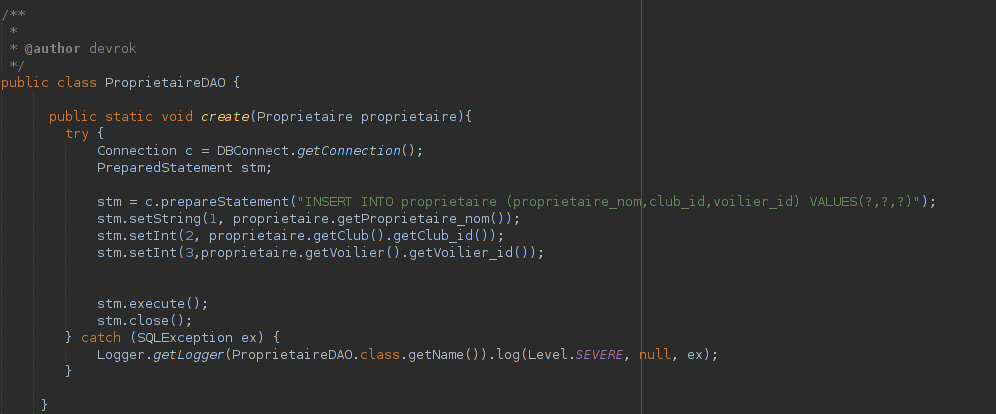 /**
 *
 * @author devrok
 */
public class ProprietaireDAO {
public static void create(Proprietaire proprietaire){
try {
Connection c = DBConnect.getConnection();
PreparedStatement stm;
stm = c.prepareStatement("INSERT INTO proprietaire (proprietaire_nom,club_id,voilier_id) VALUES(?,?,?)");
stm.setString(1, proprietaire.getProprietaire_nom());
stm.setInt(2, proprietaire.getClub().getClub_id());
stm.setInt(3,proprietaire.getVoilier().getVoilier_id());
stm.execute();
stm.close();
} catch (SQLException ex) {
Logger.getLogger(ProprietaireDAO.class.getName()).log(Level.SEVERE, null, ex);
}
}